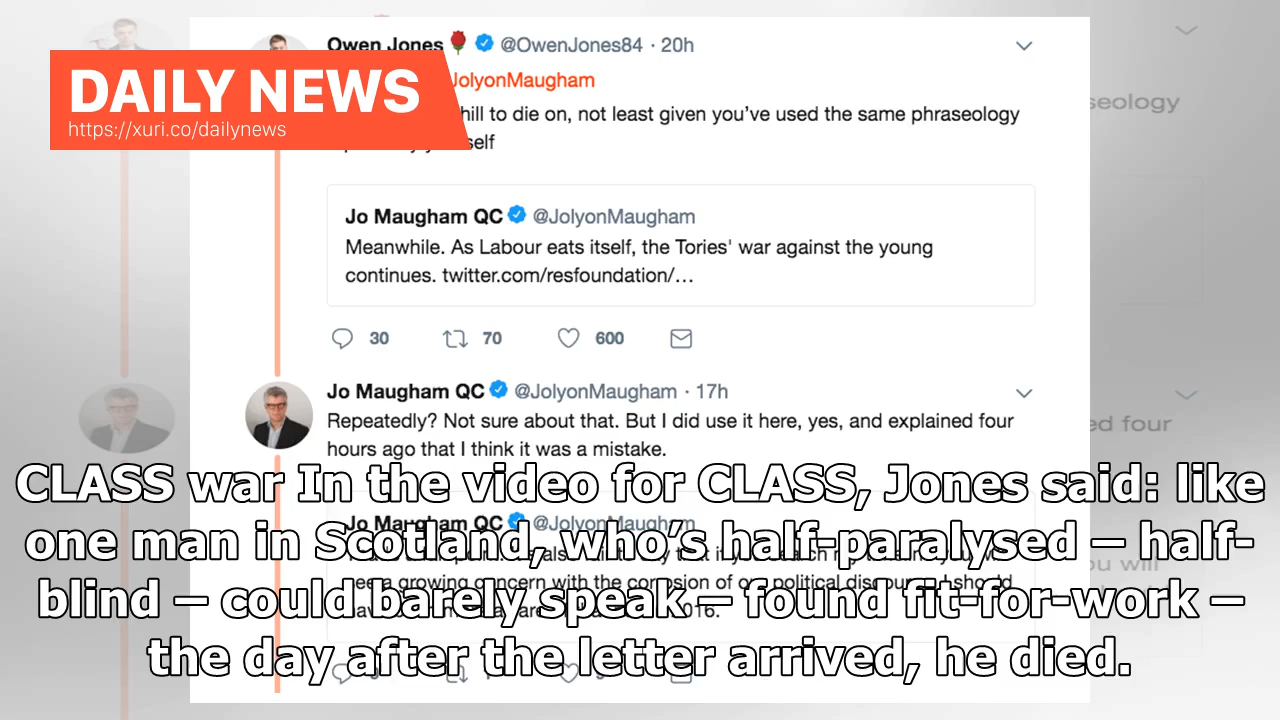 Owen Jones🌹 @OwenJones84 · 20h
DAILY NEWS
https://xuri.co/dailynews
JolyonMaugham
hill to die on, not least given you’ve used the same phraseology
seology
Jo Maugham QC @JolyonMaugham
Meanwhile. As Labour eats itself, the Tories' war against the young
continues. twitter.com/resfoundation/…
30 70 600
Jo Maugham QC @JolyonMaugham · 17h
Repeatedly? Not sure about that. But I did use it here, yes, and explained four
ed four
hours ago that I think it was a mistake.
CLASS war In the video for CLASS, Jones said: like
Jo Maugham QC @JolyonMaugham
one man in Scotland, who’s half-paralysed – half-
ou will
a growing concern with the corrosion of our political discourse. I should
blind – could barely speak – found fit-for-work –
the day after the letter arrived, he died.